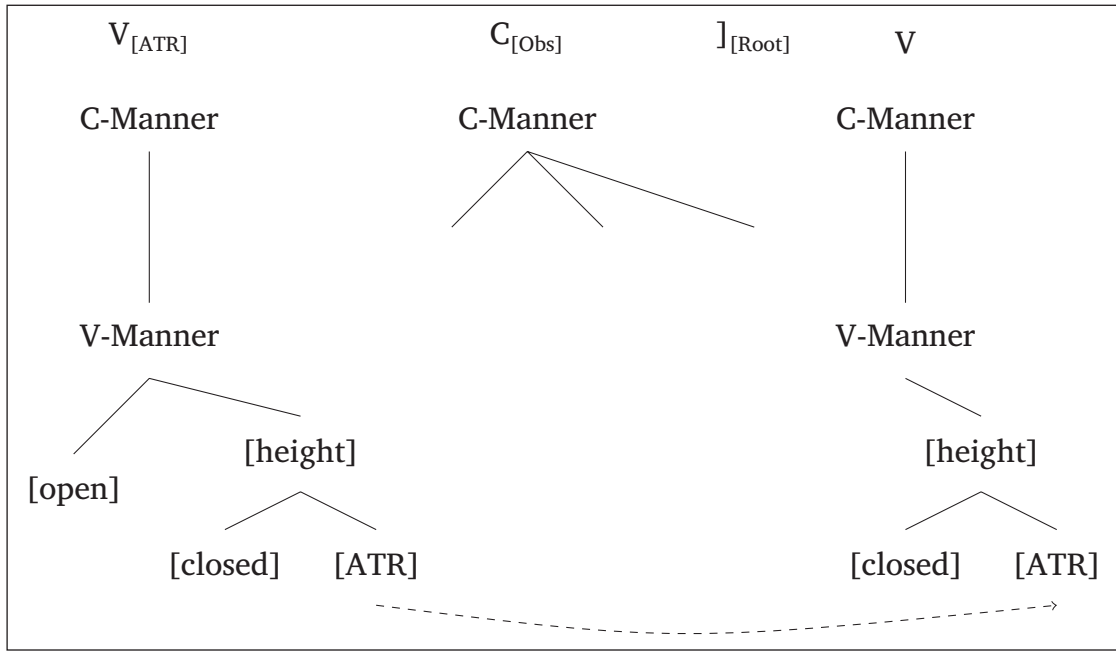 V[ATR] C[Obs] ][Root] V
C-Manner C-Manner C-Manner
V-Manner V-Manner
[height] [height]
[open]
[closed] [ATR] [closed] [ATR]